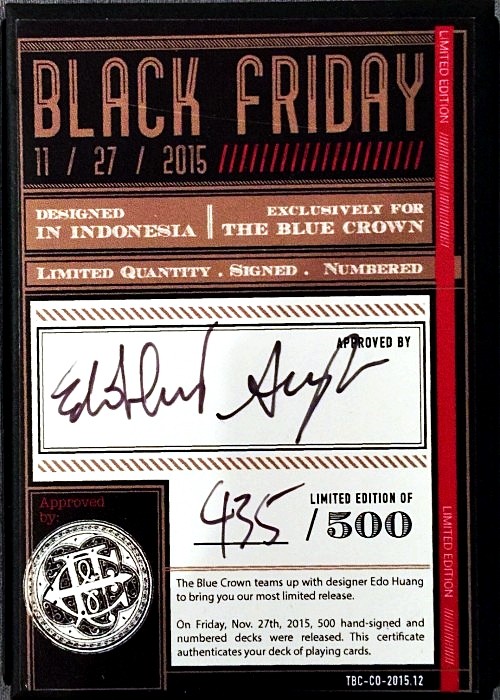 BLACK FRIDAY
11 / 27 / 2015
DESIGNED
IN INDONESIA
EXCLUSIVELY FOR
THE BLUE CROWN
LIMITED QUANTITY . SIGNED . NUMBERED
APPROVED BY
435
LIMITED EDITION OF
/500
Approved
by:
The Blue Crown teams up with designer Edo Huang
to bring you our most limited release.
On Friday, Nov. 27th, 2015, 500 hand-signed and
numbered decks were released. This certificate
authenticates your deck of playing cards.
TBC-CO-2015.12
LIMITED EDITION
LIMITED EDITION